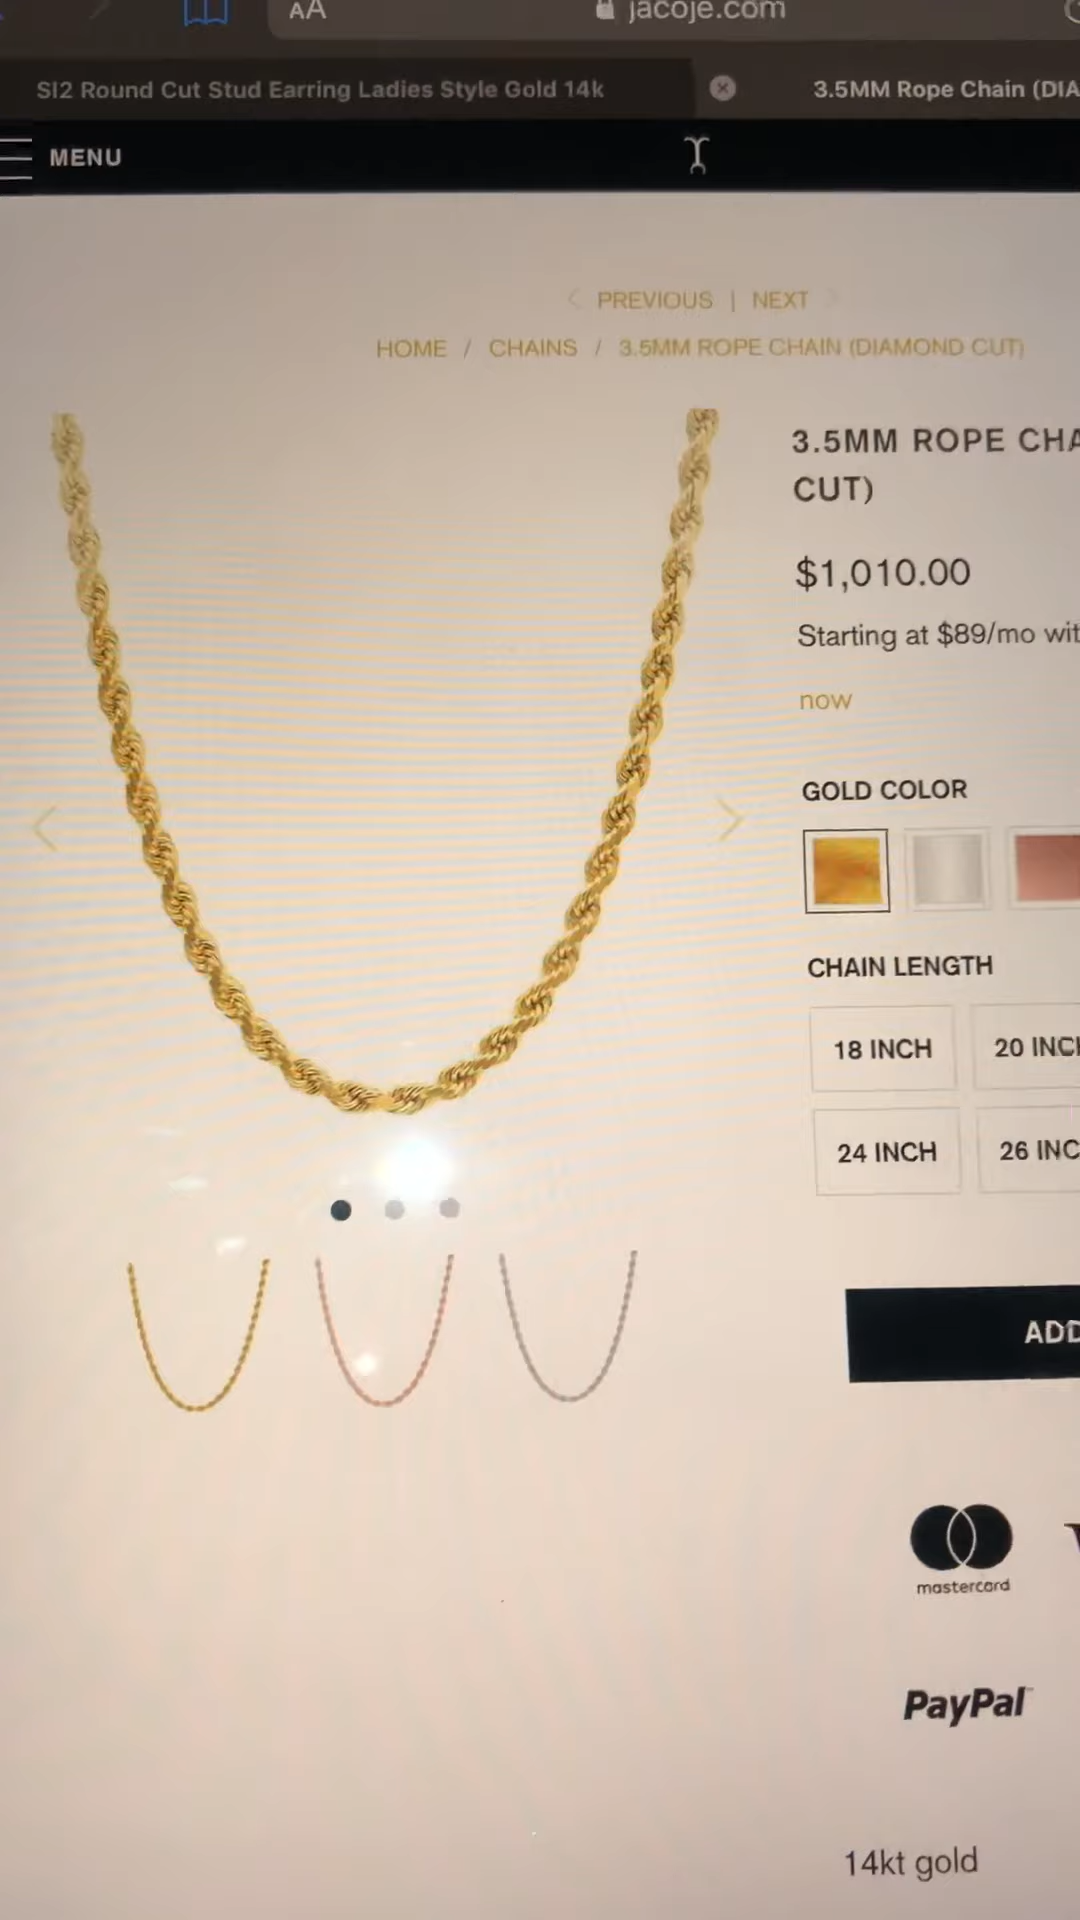 AA
jacoje.com
SI2 Round Cut Stud Earring Ladies Style Gold 14k
3.5MM Rope Chain (DIA
MENU
PREVIOUS | NEXT
HOME / CHAINS / 3.5MM ROPE CHAIN (DIAMOND CUT)
3.5MM ROPE CHA
CUT)
$1,010.00
Starting at $89/mo wit
now
GOLD COLOR
CHAIN LENGTH
18 INCH
20 INCH
24 INCH
26 INC
ADD
mastercard
PayPal
14kt gold